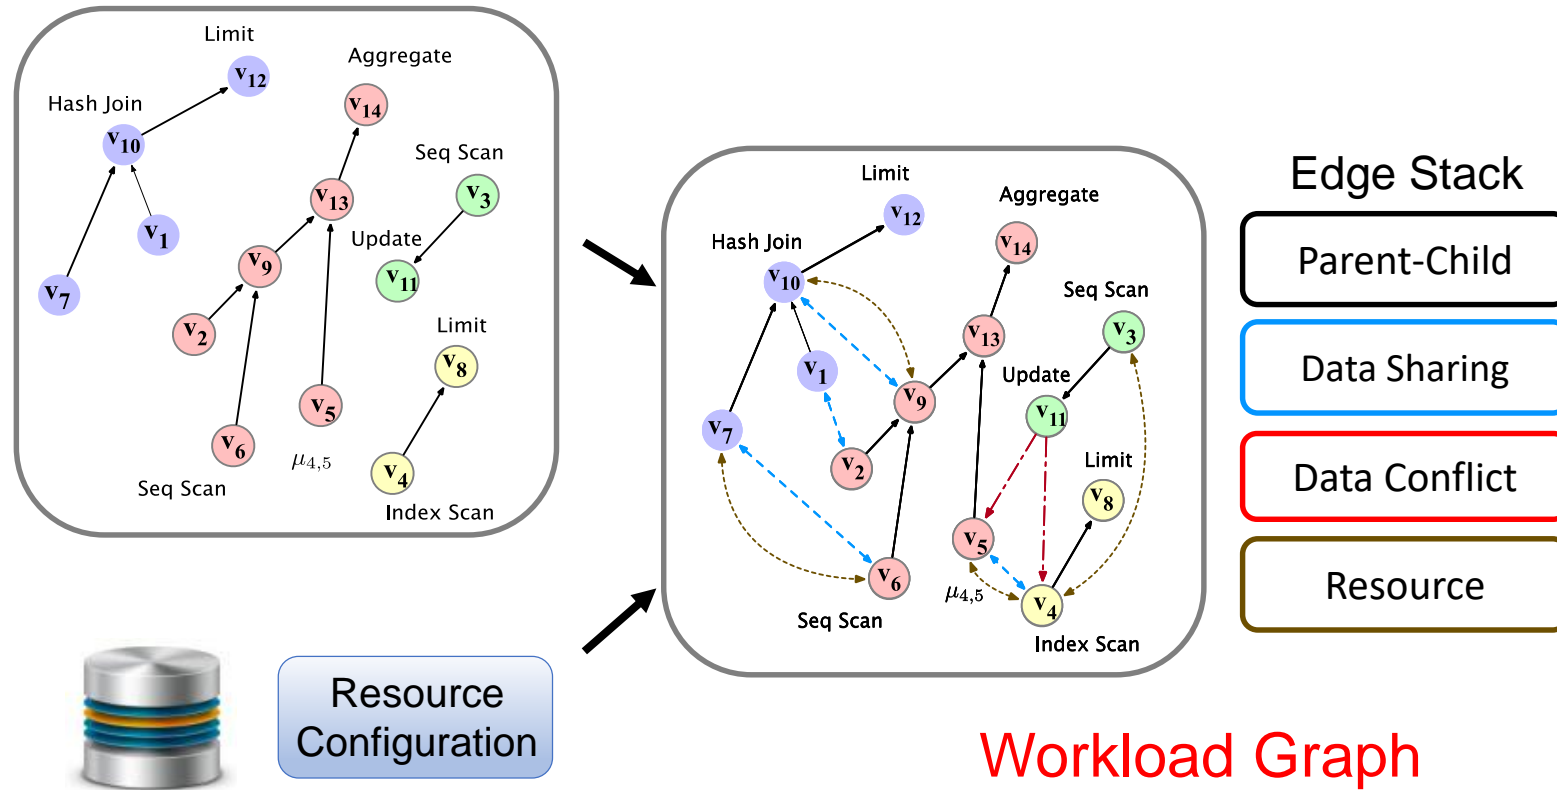 Limit
v12
Aggregate
v14
Hash Join
v10
Seq Scan
v3
v13
v1
Update
v9
v11
v7
v2
Limit
v8
v5
v6
μ4,5
v4
Seq Scan
Index Scan
Resource
Configuration
Limit
Aggregate
v12
v14
Hash Join
v10
Seq Scan
v3
v13
v1
Update
v9
v11
v7
v2
Limit
v8
v5
v6
μ4,5
v4
Seq Scan
Index Scan
Edge Stack
Parent-Child
Data Sharing
Data Conflict
Resource
Workload Graph